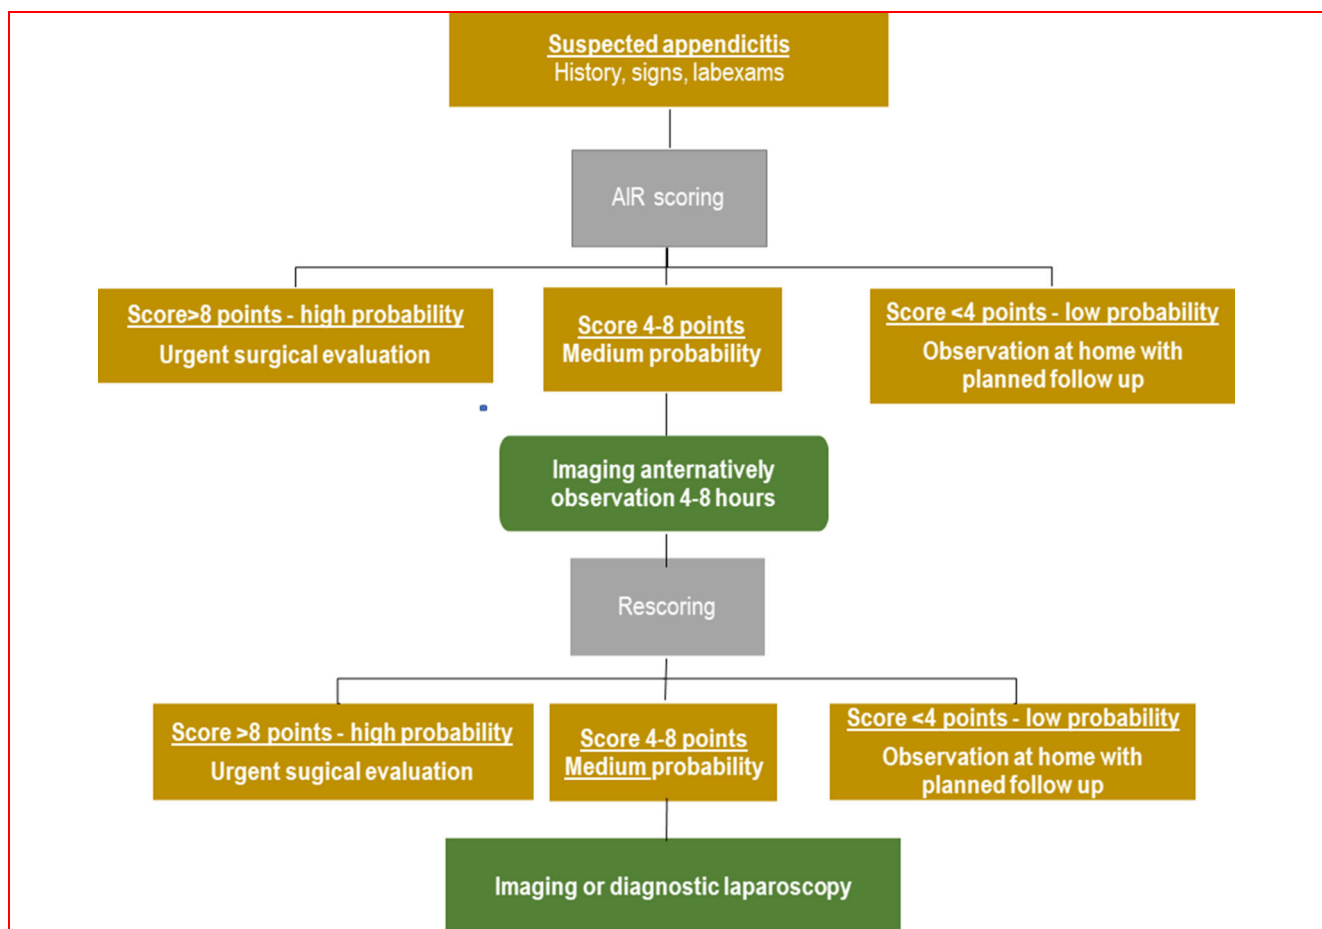 Suspected appendicitis
History, signs, labexams
AIR scoring
Score>8 points - high probability
Urgent surgical evaluation
Score 4-8 points
Medium probability
Score <4 points - low probability
Observation at home with
planned follow up
Imaging anternatively
observation 4-8 hours
Rescoring
Score >8 points - high probability
Urgent sugical evaluation
Score 4-8 points
Medium probability
Score <4 points - low probability
Observation at home with
planned follow up
Imaging or diagnostic laparoscopy